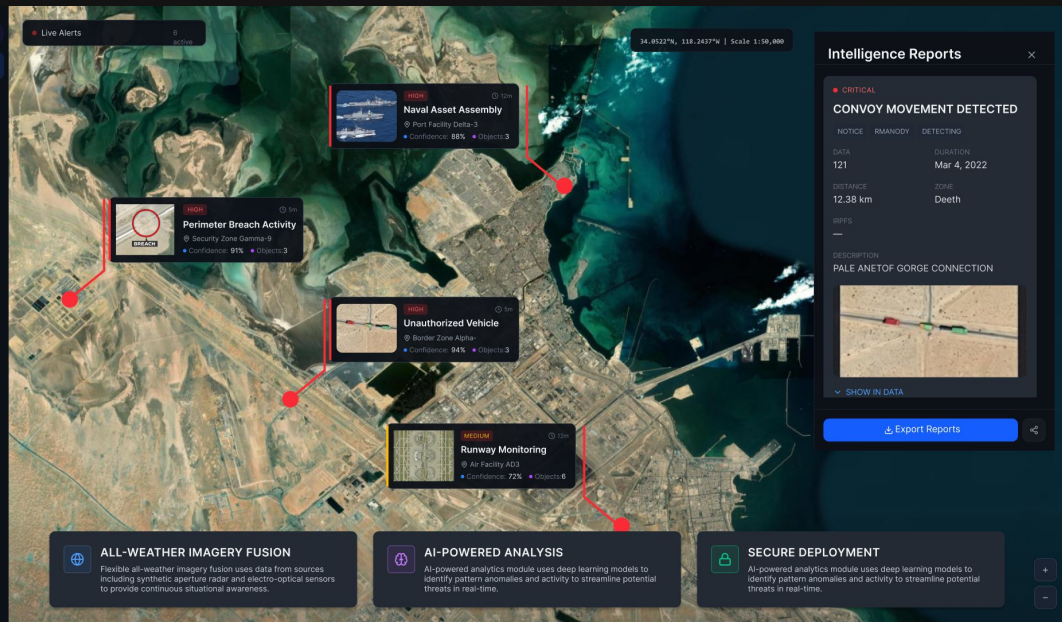 Live Alerts
6 active
34.0522°N, 118.2437°W | Scale 1:50,000
HIGH
12m
Naval Asset Assembly
Port Facility Delta-3
Confidence: 88% Objects:3
HIGH
5m
Perimeter Breach Activity
Security Zone Gamma-9
Confidence: 91% Objects:3
BREACH
HIGH
5m
Unauthorized Vehicle
Border Zone Alpha-
Confidence: 94% Objects:3
MEDIUM
12m
Runway Monitoring
Air Facility AD3
Confidence: 72% Objects:6
Intelligence Reports
CRITICAL
CONVOY MOVEMENT DETECTED
NOTICE RMANODY DETECTING
DATA DURATION
121 Mar 4, 2022
DISTANCE ZONE
12.38 km Deeth
IRPFS
—
DESCRIPTION
PALE ANETOF GORGE CONNECTION
SHOW IN DATA
Export Reports
ALL-WEATHER IMAGERY FUSION
Flexible all-weather imagery fusion uses data from sources
including synthetic aperture radar and electro-optical sensors
to provide continuous situational awareness.
AI-POWERED ANALYSIS
AI-powered analytics module uses deep learning models to
identify pattern anomalies and activity to streamline potential
threats in real-time.
SECURE DEPLOYMENT
AI-powered analytics module uses deep learning models to
identify pattern anomalies and activity to streamline potential
threats in real-time.